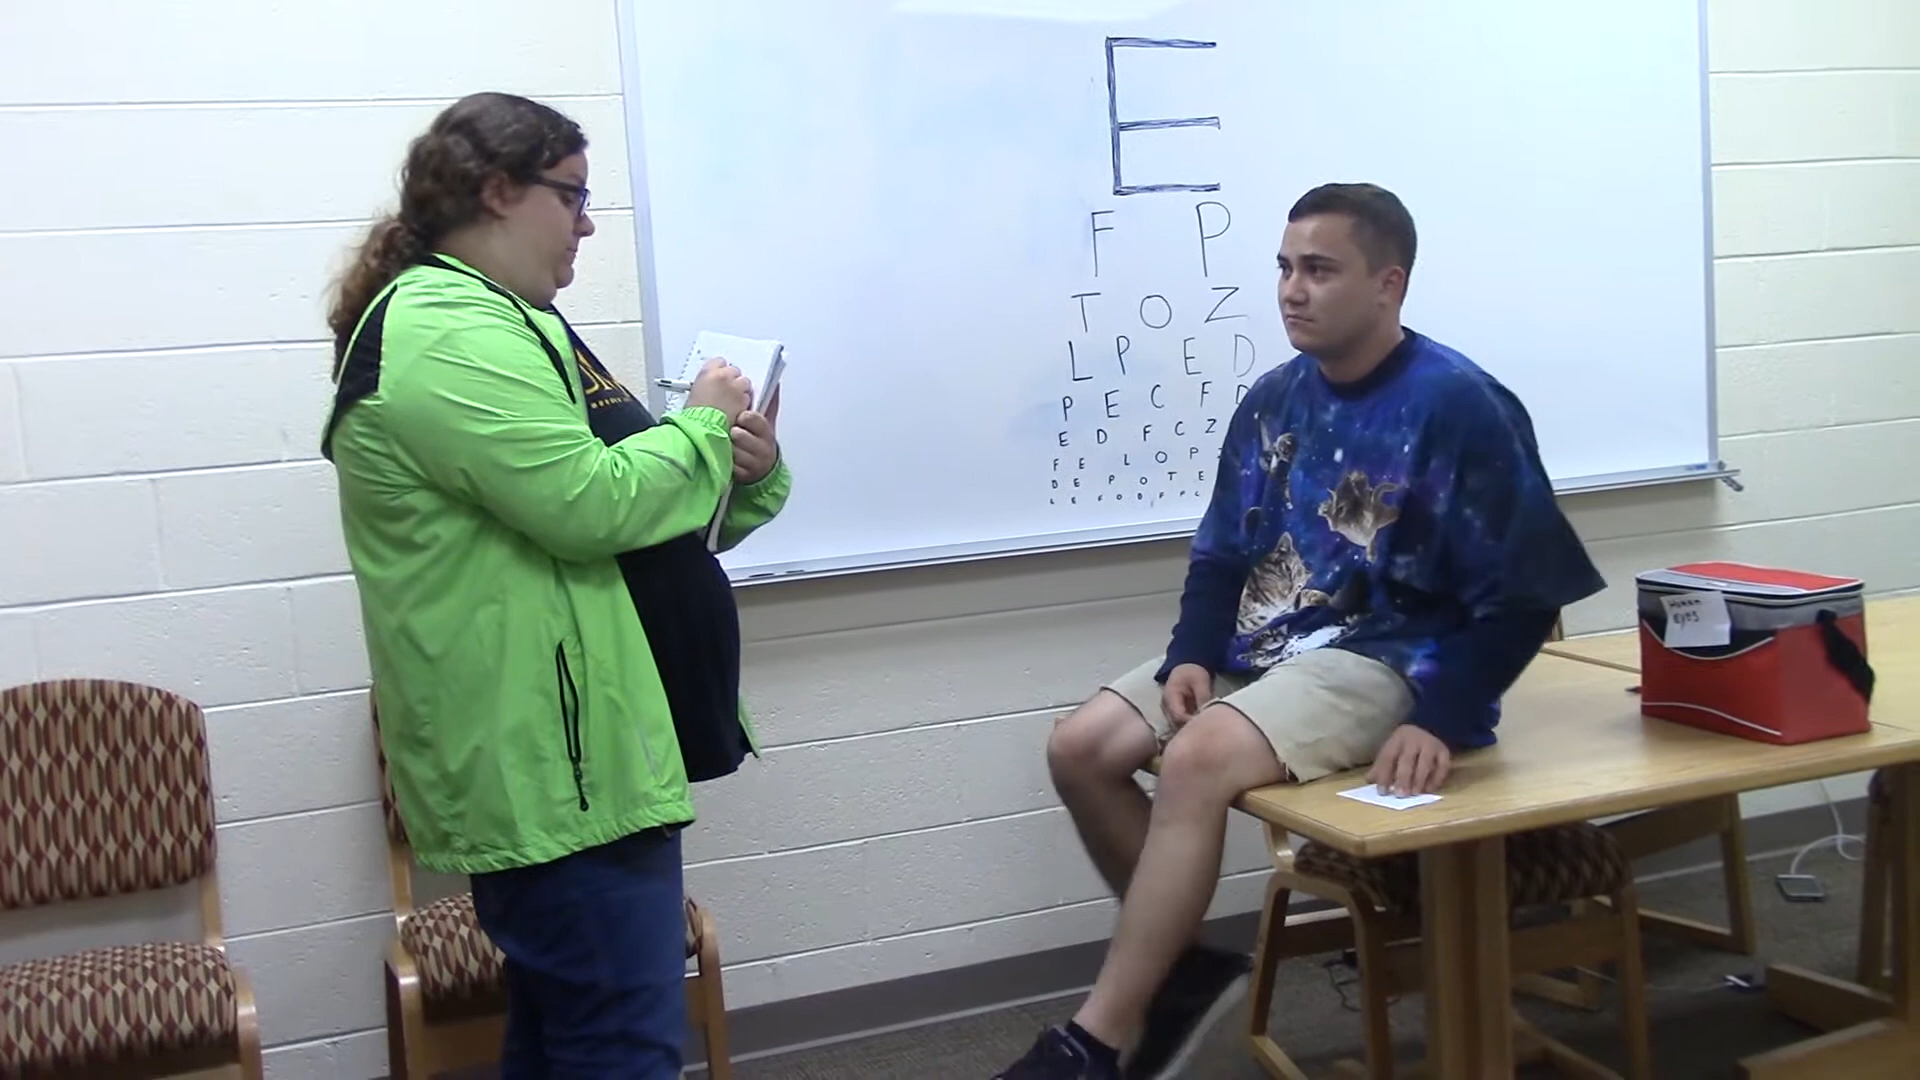 E
F P
T O Z
L P E D
P E C F D
E D F C Z
F E L O P
D E P O T E
L E F O D P
HUMAN
EYES